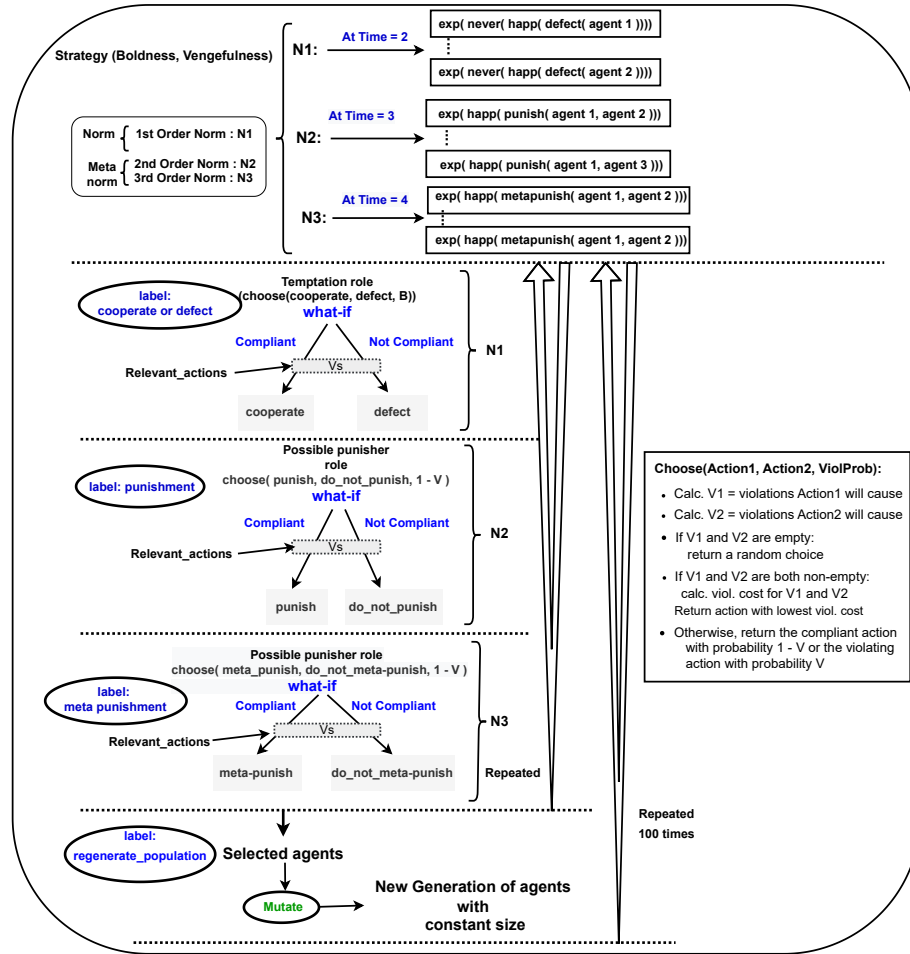 Strategy (Boldness, Vengefulness)
Norm
1st Order Norm : N1
Meta
norm
2nd Order Norm : N2
3rd Order Norm : N3
N1:
At Time = 2
exp( never( happ( defect( agent 1 ))))
exp( never( happ( defect( agent 2 ))))
N2:
At Time = 3
exp( happ( punish( agent 1, agent 2 )))
exp( happ( punish( agent 1, agent 3 )))
N3:
At Time = 4
exp( happ( metapunish( agent 1, agent 2 )))
exp( happ( metapunish( agent 1, agent 2 )))
label:
cooperate or defect
Temptation role
(choose(cooperate, defect, B))
what-if
Compliant
Not Compliant
Relevant_actions
Vs
cooperate
defect
N1
label: punishment
Possible punisher
role
choose( punish, do_not_punish, 1 - V )
what-if
Compliant
Not Compliant
Relevant_actions
Vs
punish
do_not_punish
N2
label:
meta punishment
Possible punisher role
choose( meta_punish, do_not_meta-punish, 1 - V )
what-if
Compliant
Not Compliant
Relevant_actions
Vs
meta-punish
do_not_meta-punish
N3
Repeated
label:
regenerate_population
Selected agents
Mutate
New Generation of agents
with
constant size
Repeated
100 times
Choose(Action1, Action2, ViolProb):
• Calc. V1 = violations Action1 will cause
• Calc. V2 = violations Action2 will cause
• If V1 and V2 are empty:
return a random choice
• If V1 and V2 are both non-empty:
calc. viol. cost for V1 and V2
Return action with lowest viol. cost
• Otherwise, return the compliant action
with probability 1 - V or the violating
action with probability V